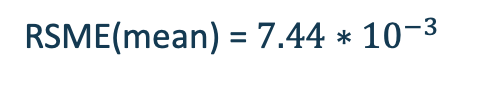 RSME(mean) = 7.44 * 10⁻³